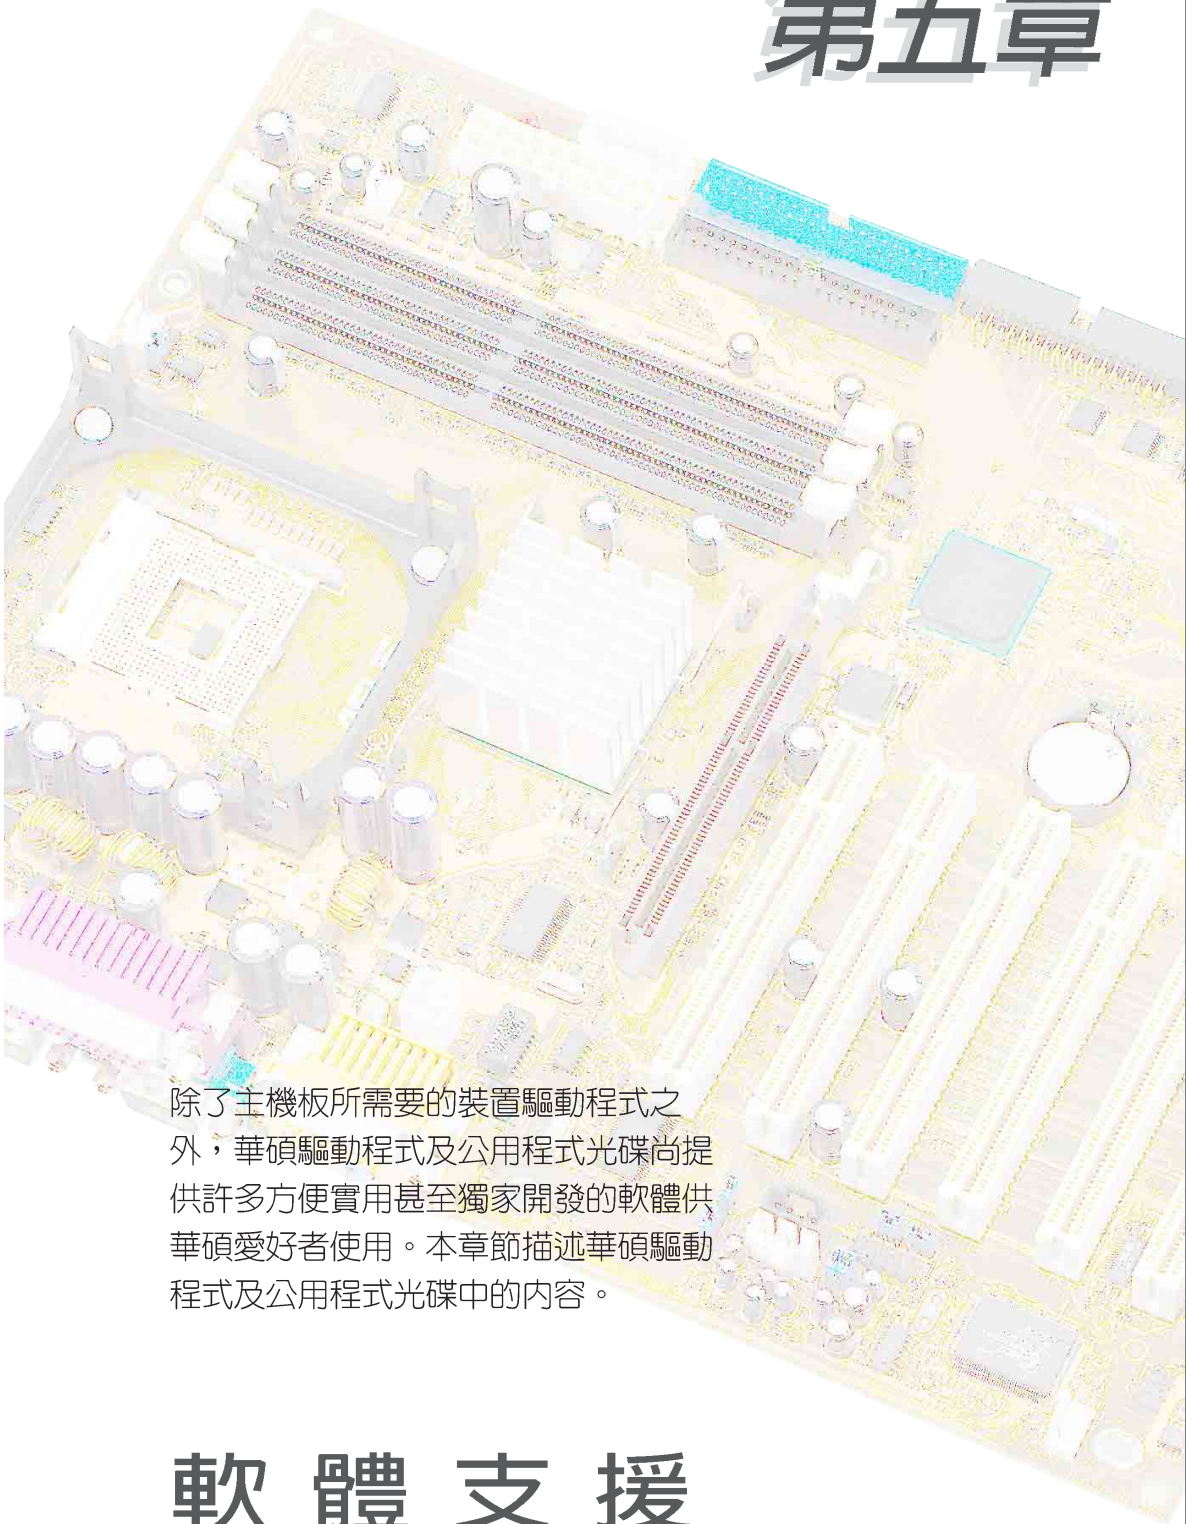 第五章
除了主機板所需要的裝置驅動程式之
外，華碩驅動程式及公用程式光碟尚提
供許多方便實用甚至獨家開發的軟體供
華碩愛好者使用。本章節描述華碩驅動
程式及公用程式光碟中的內容。
軟體支援